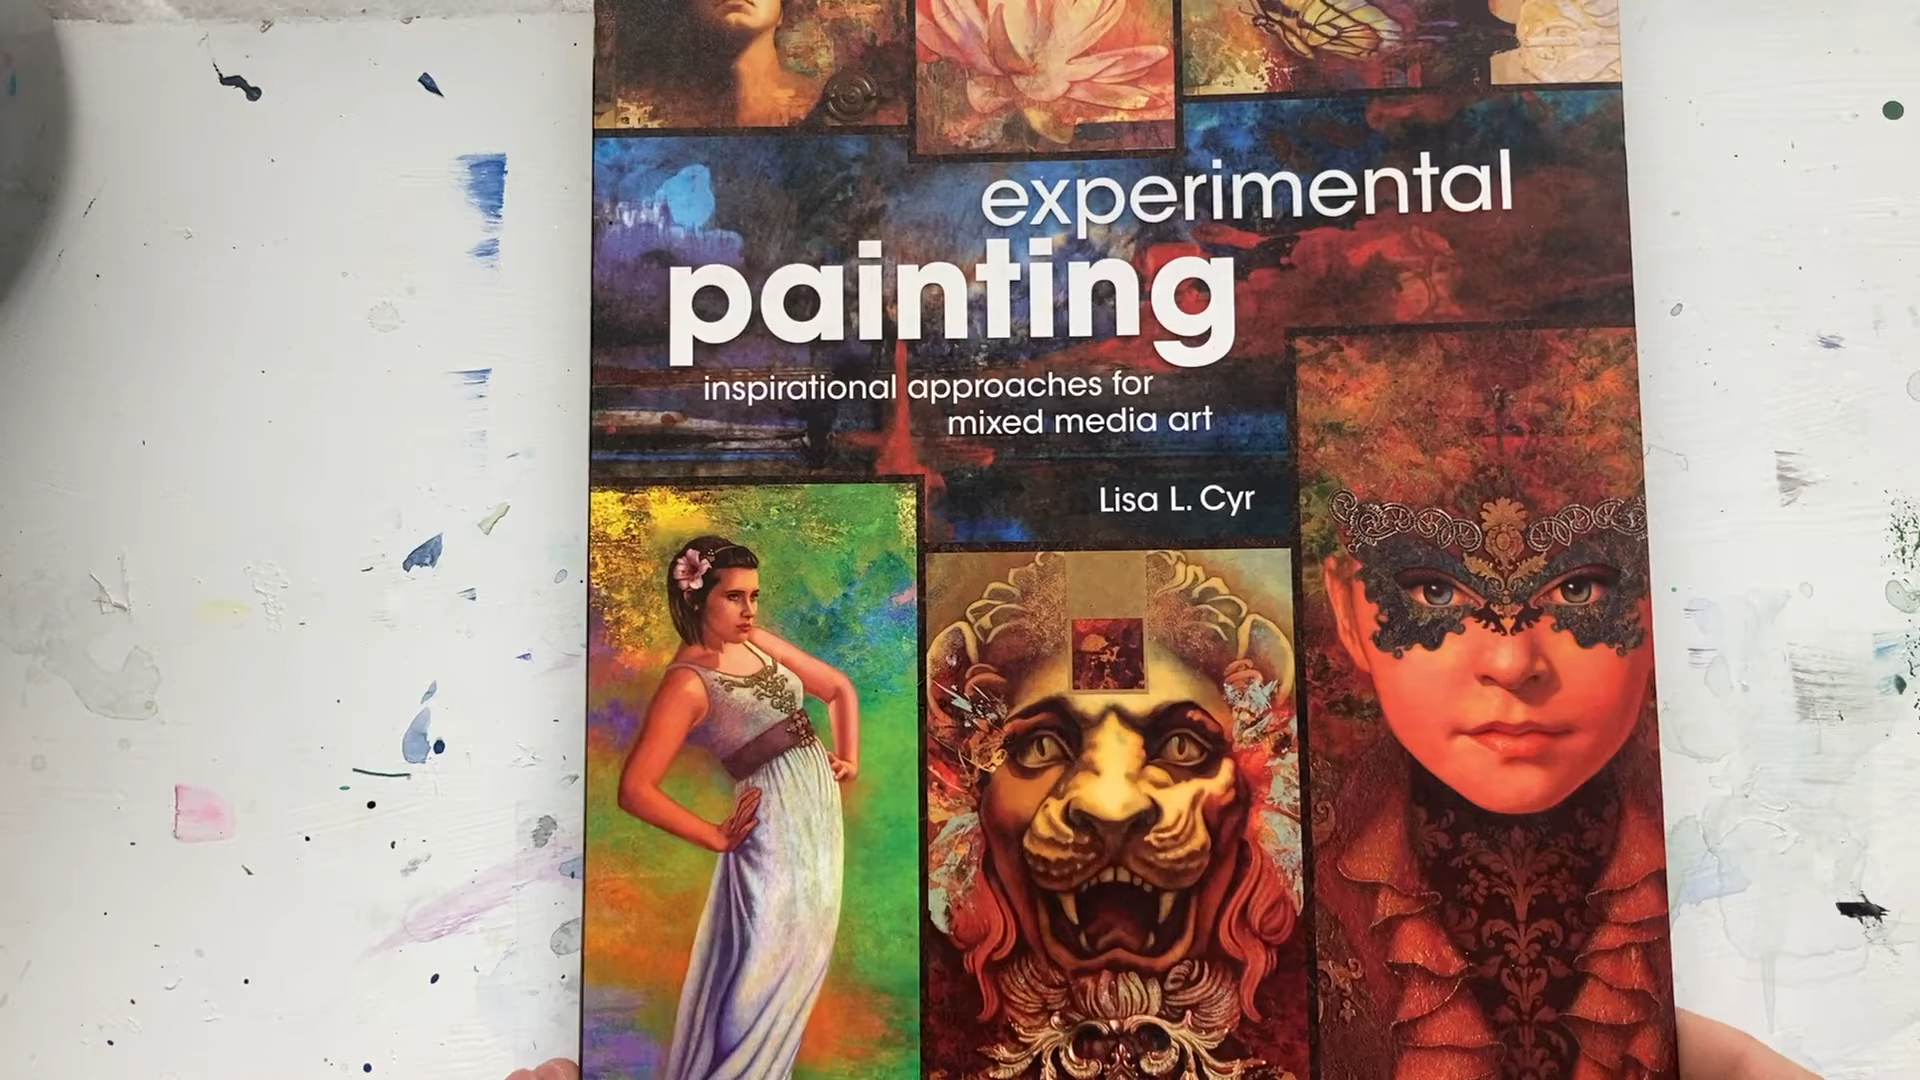 experimental
painting
inspirational approaches for
mixed media art
Lisa L. Cyr